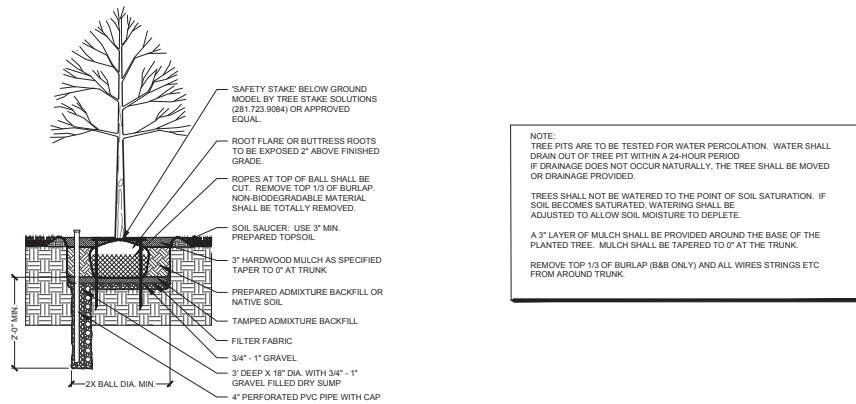 'SAFETY STAKE' BELOW GROUND
MODEL BY TREE STAKE SOLUTIONS
(281.723.9084) OR APPROVED
EQUAL.
ROOT FLARE OR BUTTRESS ROOTS
TO BE EXPOSED 2" ABOVE FINISHED
GRADE.
ROPES AT TOP OF BALL SHALL BE
CUT. REMOVE TOP 1/3 OF BURLAP.
NON-BIODEGRADABLE MATERIAL
SHALL BE TOTALLY REMOVED.
SOIL SAUCER: USE 3" MIN.
PREPARED TOPSOIL
3" HARDWOOD MULCH AS SPECIFIED
TAPER TO 0" AT TRUNK
PREPARED ADMIXTURE BACKFILL OR
NATIVE SOIL
TAMPED ADMIXTURE BACKFILL
FILTER FABRIC
3/4" - 1" GRAVEL
3' DEEP X 18" DIA. WITH 3/4" - 1"
GRAVEL FILLED DRY SUMP
4" PERFORATED PVC PIPE WITH CAP
2'-0" MIN.
2X BALL DIA. MIN.
NOTE:
TREE PITS ARE TO BE TESTED FOR WATER PERCOLATION. WATER SHALL
DRAIN OUT OF TREE PIT WITHIN A 24-HOUR PERIOD
IF DRAINAGE DOES NOT OCCUR NATURALLY, THE TREE SHALL BE MOVED
OR DRAINAGE PROVIDED.
TREES SHALL NOT BE WATERED TO THE POINT OF SOIL SATURATION. IF
SOIL BECOMES SATURATED, WATERING SHALL BE
ADJUSTED TO ALLOW SOIL MOISTURE TO DEPLETE.
A 3" LAYER OF MULCH SHALL BE PROVIDED AROUND THE BASE OF THE
PLANTED TREE. MULCH SHALL BE TAPERED TO 0" AT THE TRUNK.
REMOVE TOP 1/3 OF BURLAP (B&B ONLY) AND ALL WIRES STRINGS ETC
FROM AROUND TRUNK.